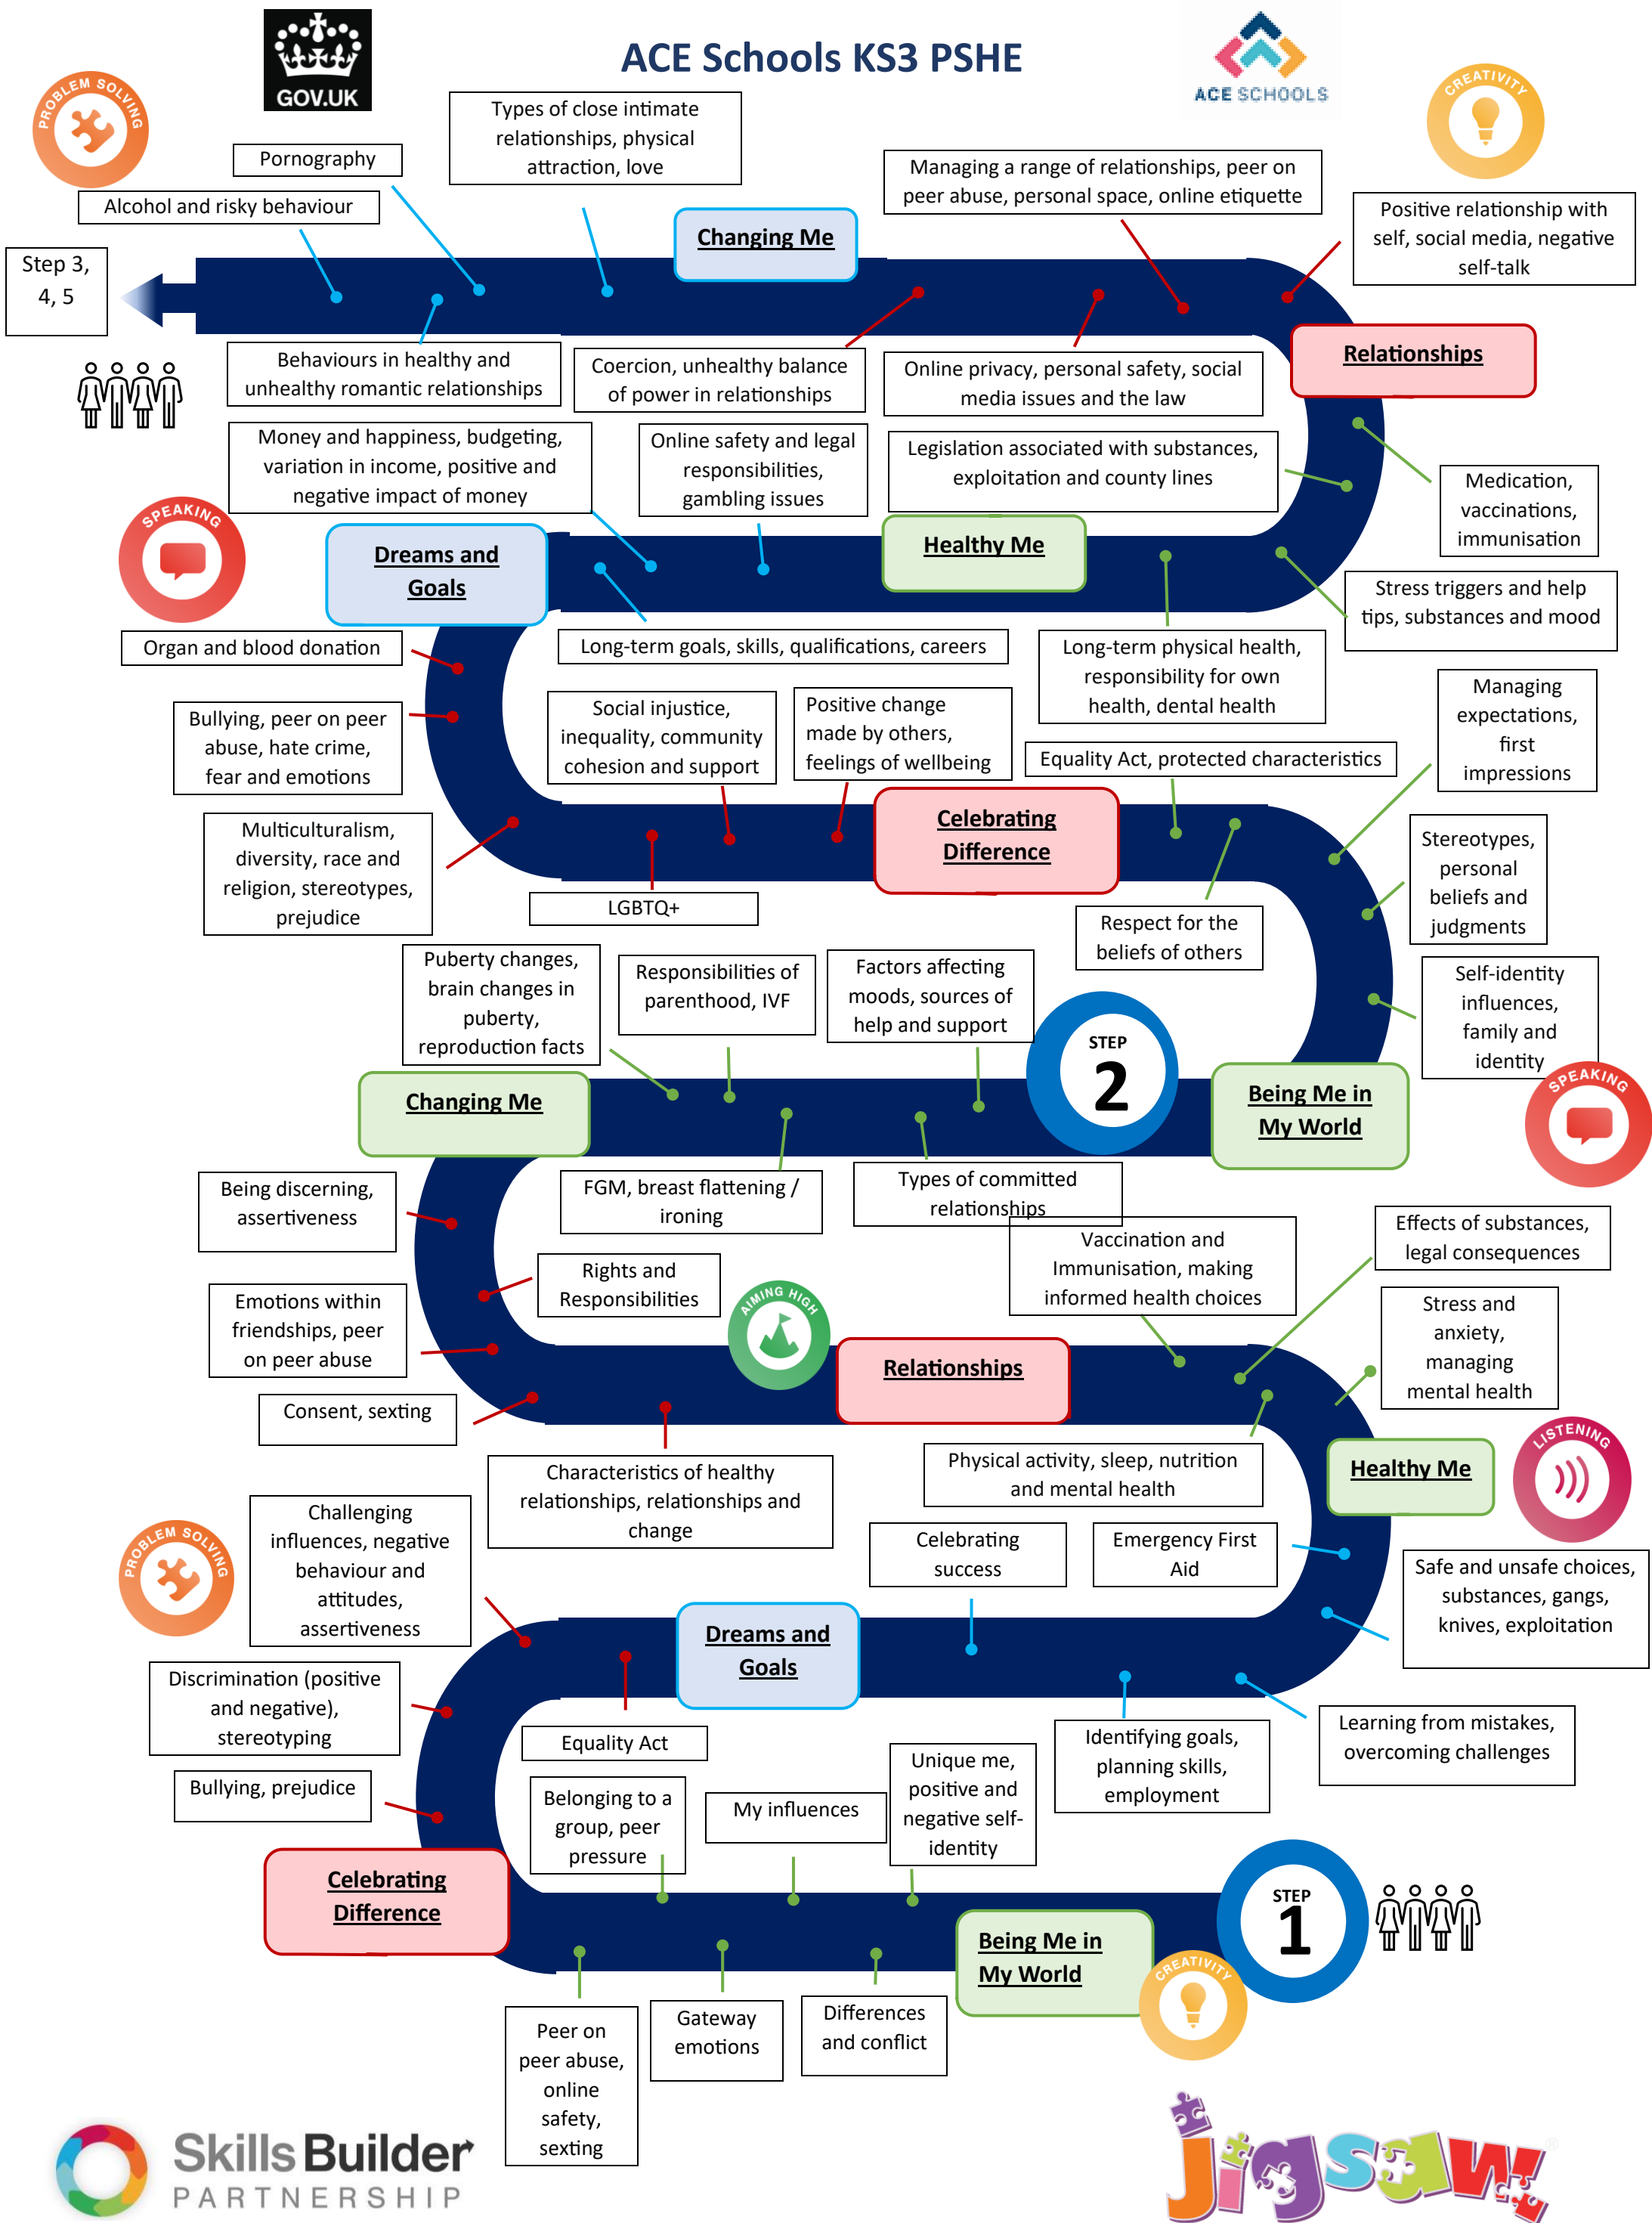 ACE Schools KS3 PSHE
GOV.UK
ACE SCHOOLS
PROBLEM SOLVING
CREATIVITY
Types of close intimate
relationships, physical
attraction, love
Pornography
Alcohol and risky behaviour
Managing a range of relationships, peer on
peer abuse, personal space, online etiquette
Positive relationship with
self, social media, negative
self-talk
Changing Me
Step 3,
4, 5
Relationships
Behaviours in healthy and
unhealthy romantic relationships
Coercion, unhealthy balance
of power in relationships
Online privacy, personal safety, social
media issues and the law
Money and happiness, budgeting,
variation in income, positive and
negative impact of money
Online safety and legal
responsibilities,
gambling issues
Legislation associated with substances,
exploitation and county lines
Medication,
vaccinations,
immunisation
SPEAKING
Dreams and
Goals
Healthy Me
Stress triggers and help
tips, substances and mood
Organ and blood donation
Long-term goals, skills, qualifications, careers
Long-term physical health,
responsibility for own
health, dental health
Managing
expectations,
first
impressions
Bullying, peer on peer
abuse, hate crime,
fear and emotions
Social injustice,
inequality, community
cohesion and support
Positive change
made by others,
feelings of wellbeing
Equality Act, protected characteristics
Multiculturalism,
diversity, race and
religion, stereotypes,
prejudice
Celebrating
Difference
Stereotypes,
personal
beliefs and
judgments
LGBTQ+
Respect for the
beliefs of others
Puberty changes,
brain changes in
puberty,
reproduction facts
Responsibilities of
parenthood, IVF
Factors affecting
moods, sources of
help and support
Self-identity
influences,
family and
identity
STEP
2
Changing Me
Being Me in
My World
SPEAKING
Being discerning,
assertiveness
FGM, breast flattening /
ironing
Types of committed
relationships
Vaccination and
Immunisation, making
informed health choices
Effects of substances,
legal consequences
Rights and
Responsibilities
Emotions within
friendships, peer
on peer abuse
AIMING HIGH
Stress and
anxiety,
managing
mental health
Relationships
Consent, sexting
Characteristics of healthy
relationships, relationships and
change
Physical activity, sleep, nutrition
and mental health
Healthy Me
LISTENING
Challenging
influences, negative
behaviour and
attitudes,
assertiveness
PROBLEM SOLVING
Celebrating
success
Emergency First
Aid
Safe and unsafe choices,
substances, gangs,
knives, exploitation
Dreams and
Goals
Discrimination (positive
and negative),
stereotyping
Equality Act
Identifying goals,
planning skills,
employment
Learning from mistakes,
overcoming challenges
Bullying, prejudice
Belonging to a
group, peer
pressure
My influences
Unique me,
positive and
negative self-
identity
Celebrating
Difference
STEP
1
Being Me in
My World
CREATIVITY
Peer on
peer abuse,
online
safety,
sexting
Gateway
emotions
Differences
and conflict
Skills Builder
PARTNERSHIP
jigsaw!